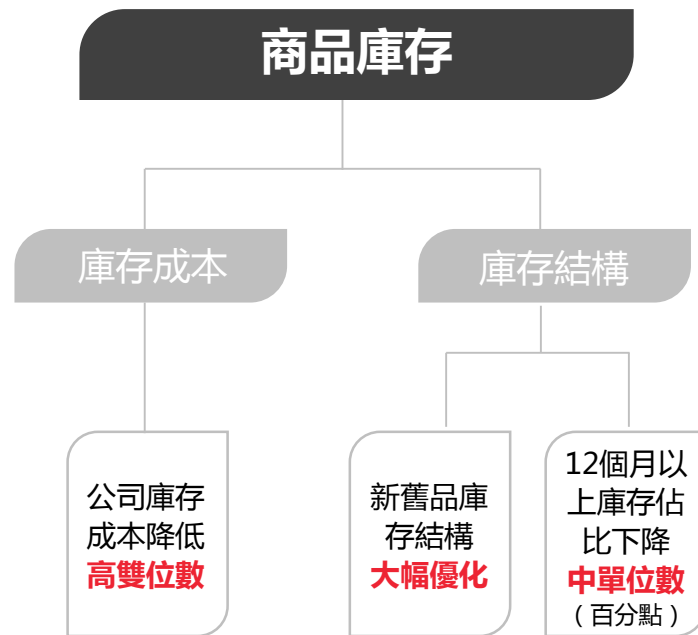 商品庫存
庫存成本
庫存結構
公司庫存
成本降低
高雙位數
新舊品庫
存結構
大幅優化
12個月以
上庫存佔
比下降
中單位數
（百分點）